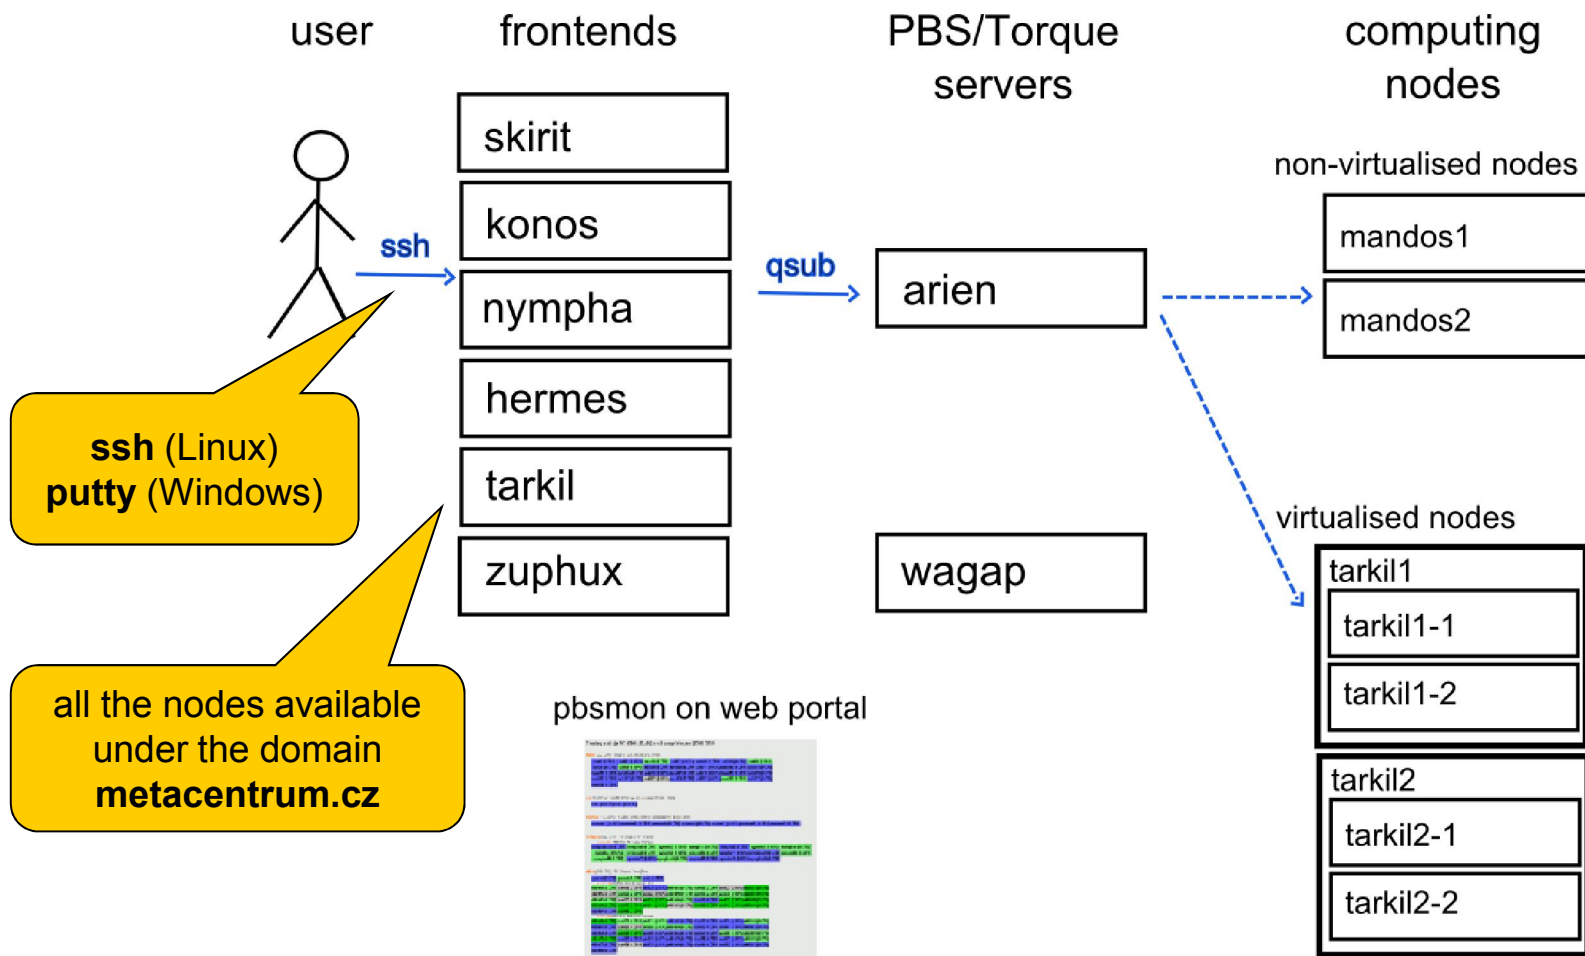 user
frontends
PBS/Torque
servers
computing
nodes
skirit
konos
nympha
hermes
tarkil
zuphux
ssh
qsub
arien
wagap
non-virtualised nodes
mandos1
mandos2
virtualised nodes
tarkil1
tarkil1-1
tarkil1-2
tarkil2
tarkil2-1
tarkil2-2
ssh (Linux)
putty (Windows)
all the nodes available
under the domain
metacentrum.cz
pbsmon on web portal